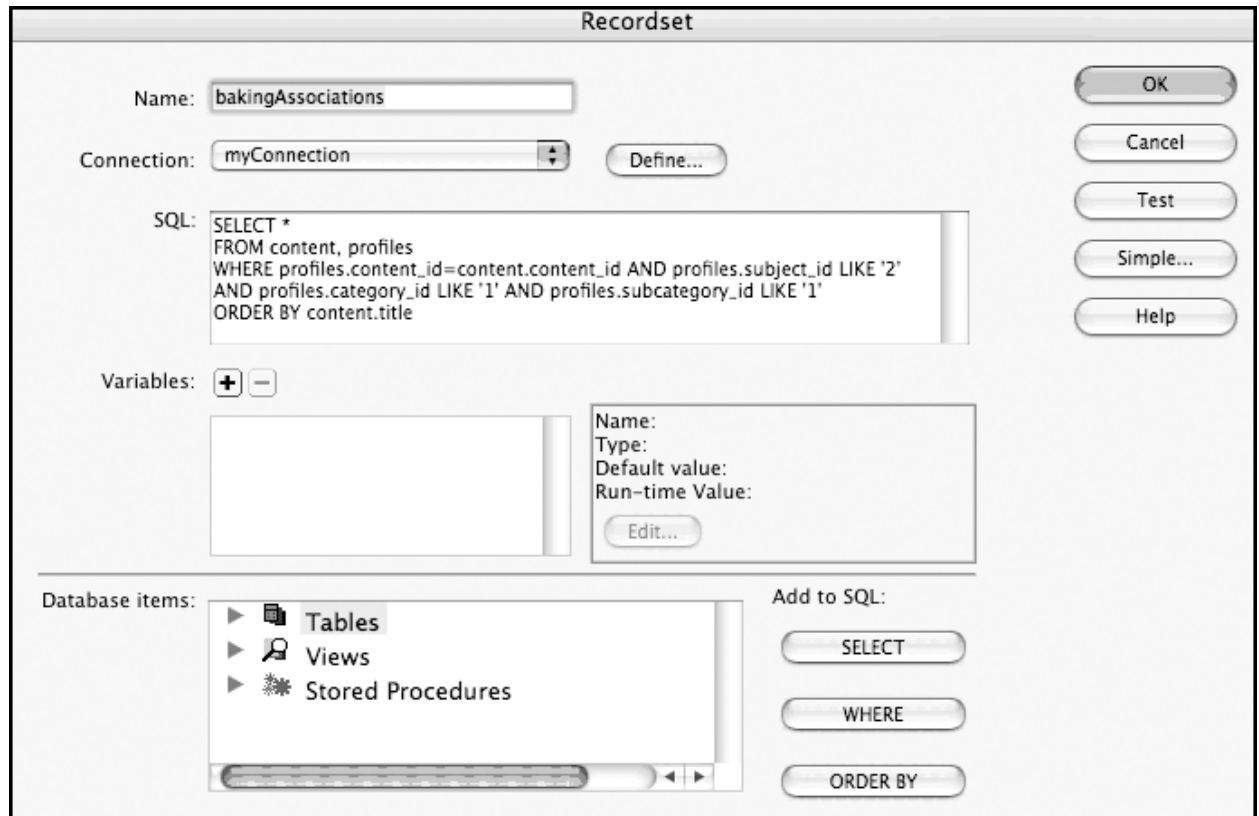 Recordset
Name: bakingAssociations
OK
Connection: myConnection Define...
Cancel
SQL: SELECT *
FROM content, profiles
WHERE profiles.content_id=content.content_id AND profiles.subject_id LIKE '2'
AND profiles.category_id LIKE '1' AND profiles.subcategory_id LIKE '1'
ORDER BY content.title
Test
Simple...
Help
Variables: + −
Name:
Type:
Default value:
Run-time Value:
Edit...
Database items:
Tables
Views
Stored Procedures
Add to SQL:
SELECT
WHERE
ORDER BY